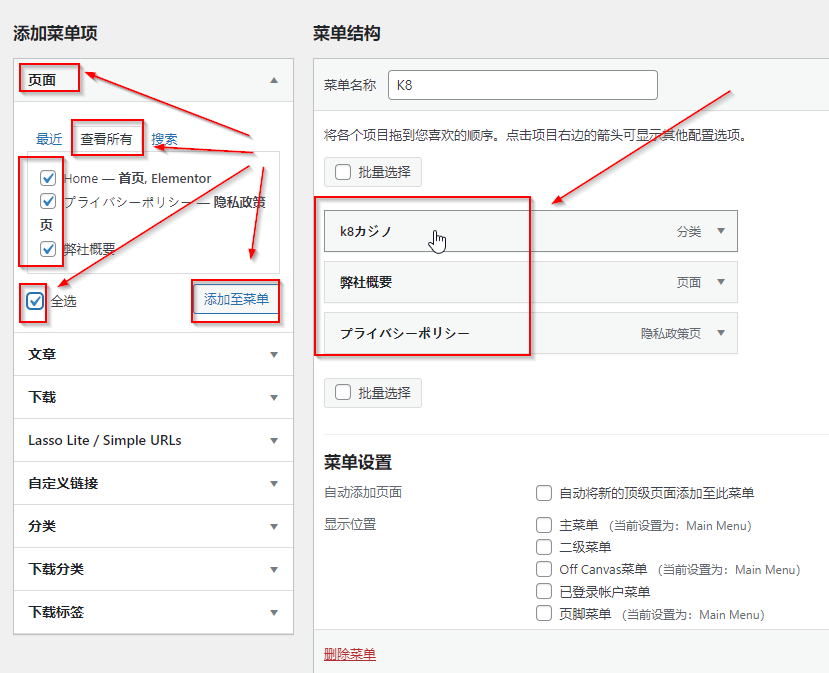 添加菜单项
页面
最近 查看所有 搜索
Home — 首页, Elementor
プライバシーポリシー — 隐私政策
页
弊社概要
全选
添加至菜单
文章
下载
Lasso Lite / Simple URLs
自定义链接
分类
下载分类
下载标签
菜单结构
菜单名称 K8
将各个项目拖到您喜欢的顺序。点击项目右边的箭头可显示其他配置选项。
批量选择
k8カジノ 分类
弊社概要 页面
プライバシーポリシー 隐私政策页
批量选择
菜单设置
自动添加页面 自动将新的顶级页面添加至此菜单
显示位置 主菜单 (当前设置为：Main Menu)
二级菜单
Off Canvas菜单 (当前设置为：Main Menu)
已登录帐户菜单
页脚菜单 (当前设置为：Main Menu)
删除菜单